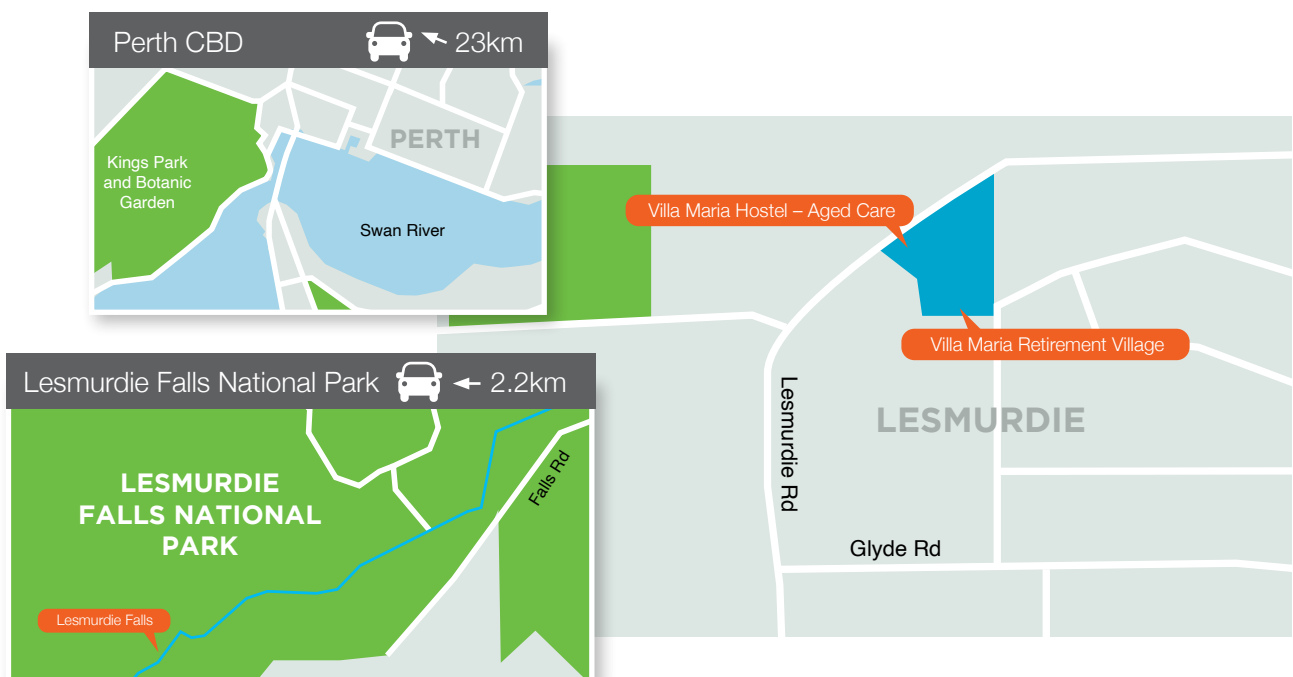 Perth CBD
23km
Kings Park
and Botanic
Garden
PERTH
Swan River
Villa Maria Hostel – Aged Care
Villa Maria Retirement Village
LESMURDIE
Lesmurdie Rd
Glyde Rd
Lesmurdie Falls National Park
2.2km
LESMURDIE
FALLS NATIONAL
PARK
Falls Rd
Lesmurdie Falls